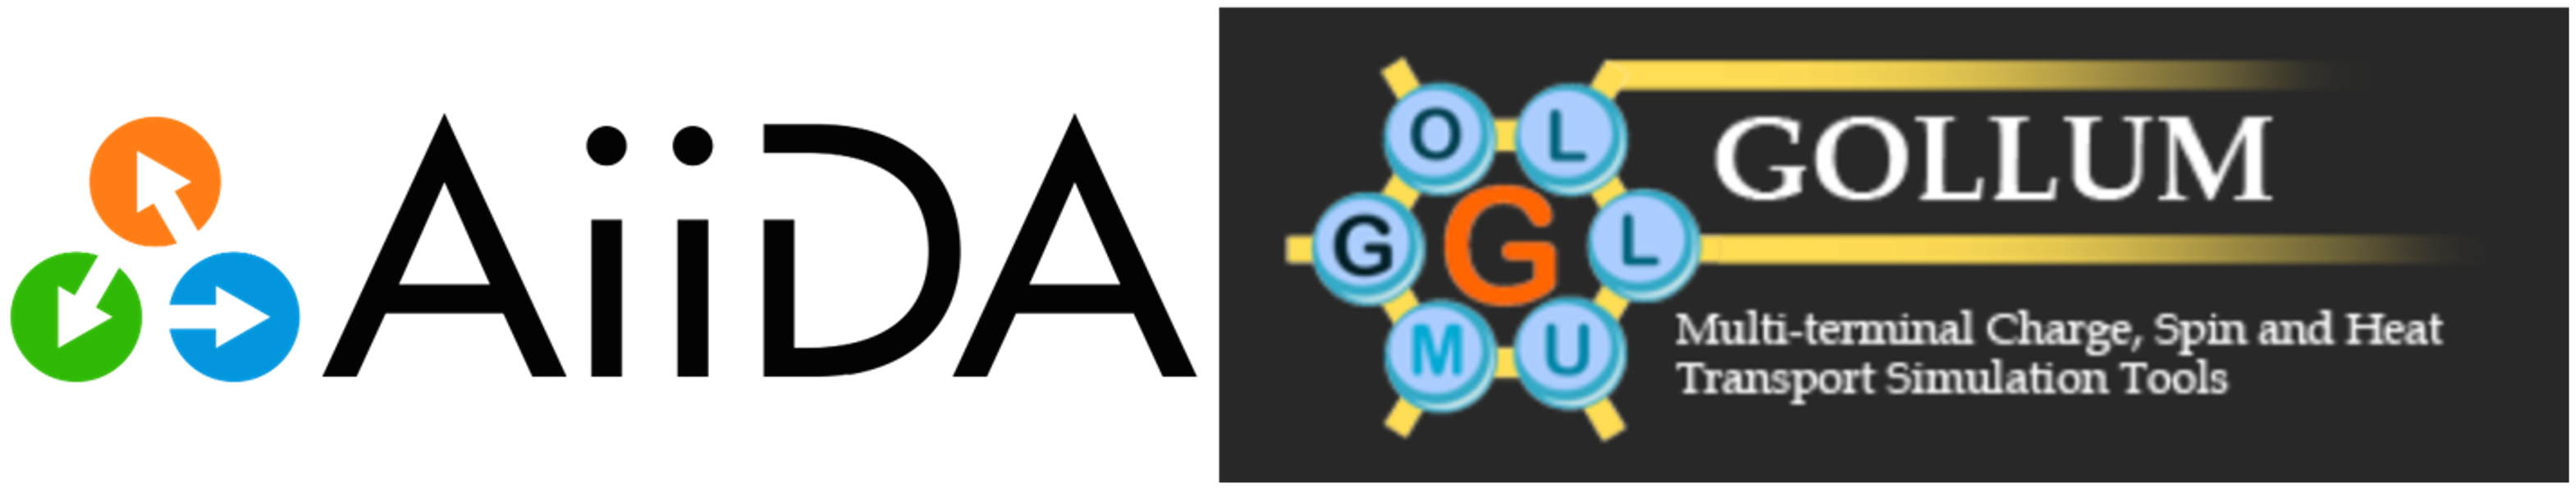 AiiDA
O L
G G L
M U
GOLLUM
Multi-terminal Charge, Spin and Heat
Transport Simulation Tools